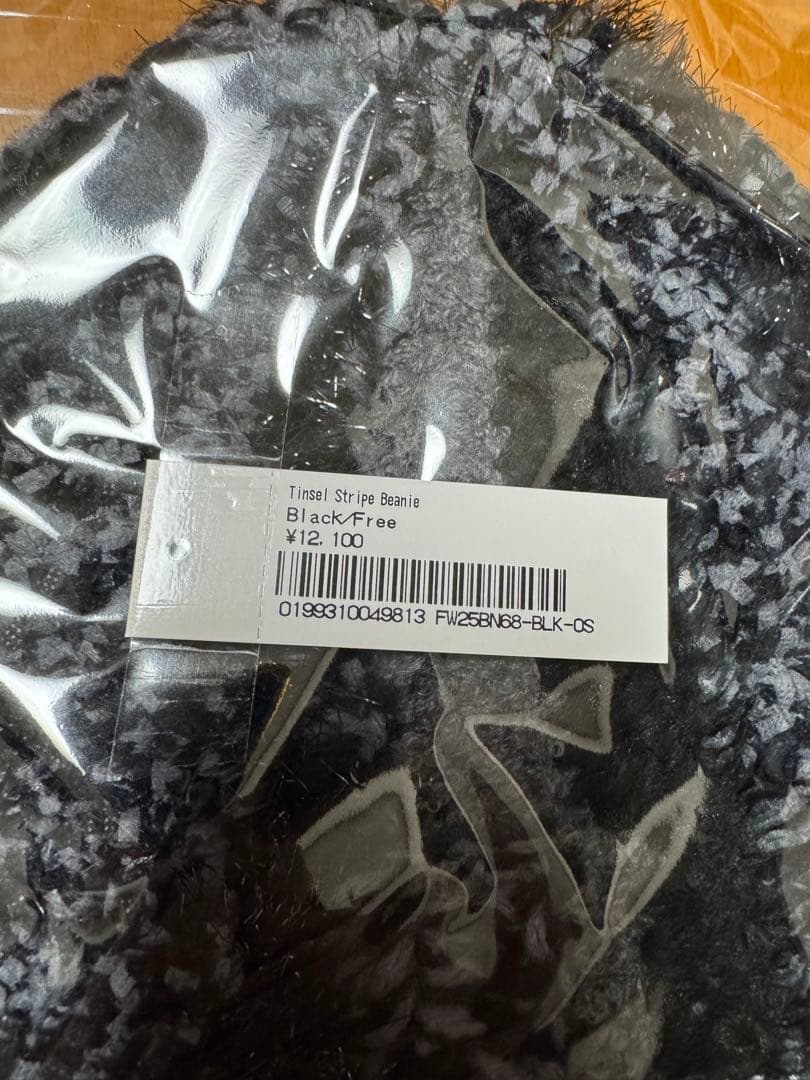 Tinsel Stripe Beanie
Black/Free
¥12,100
0199310049813 FW25BN68-BLK-OS